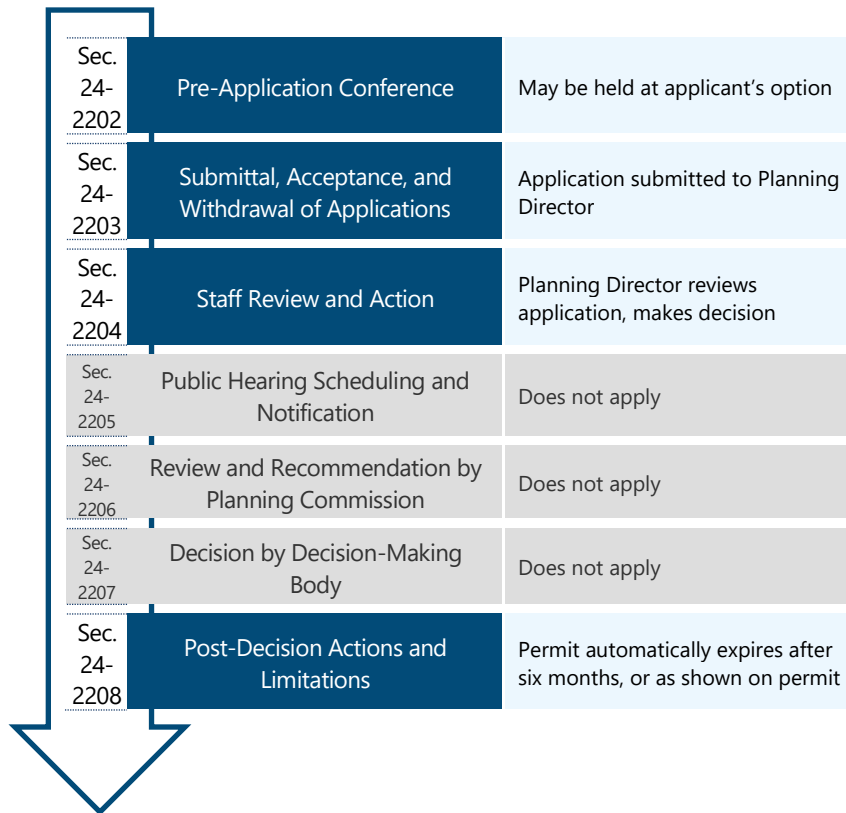 Sec.
24-
2202
Pre-Application Conference
May be held at applicant's option
Sec.
24-
2203
Submittal, Acceptance, and
Withdrawal of Applications
Application submitted to Planning
Director
Sec.
24-
2204
Staff Review and Action
Planning Director reviews
application, makes decision
Sec.
24-
2205
Public Hearing Scheduling and
Notification
Does not apply
Sec.
24-
2206
Review and Recommendation by
Planning Commission
Does not apply
Sec.
24-
2207
Decision by Decision-Making
Body
Does not apply
Sec.
24-
2208
Post-Decision Actions and
Limitations
Permit automatically expires after
six months, or as shown on permit